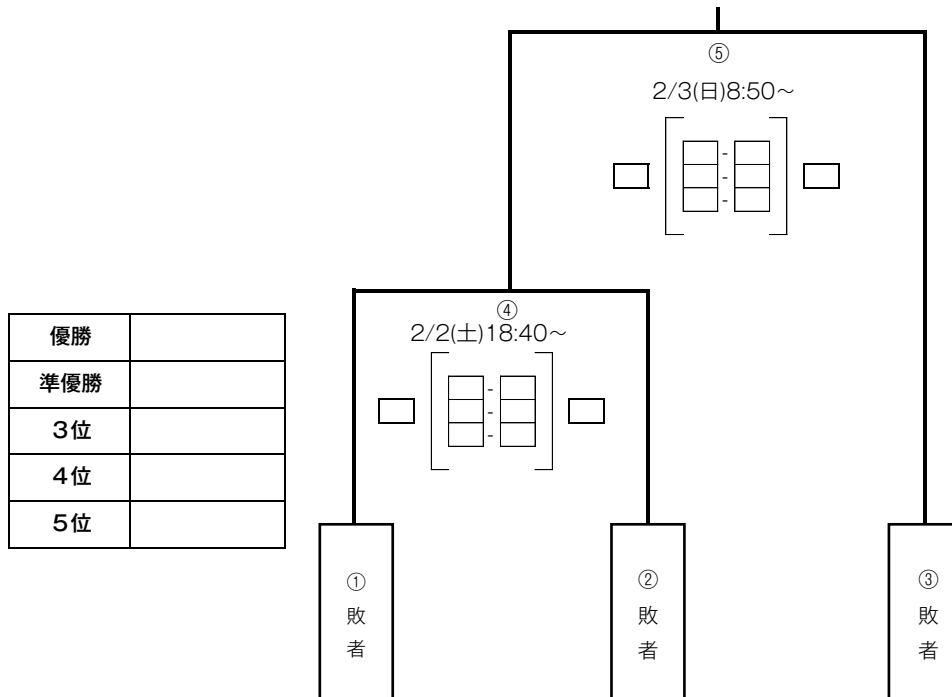 ⑤
2/3(日)8:50～
-
-
-
④
2/2(土)18:40～
-
-
-
優勝
準優勝
3位
4位
5位
①敗者
②敗者
③敗者